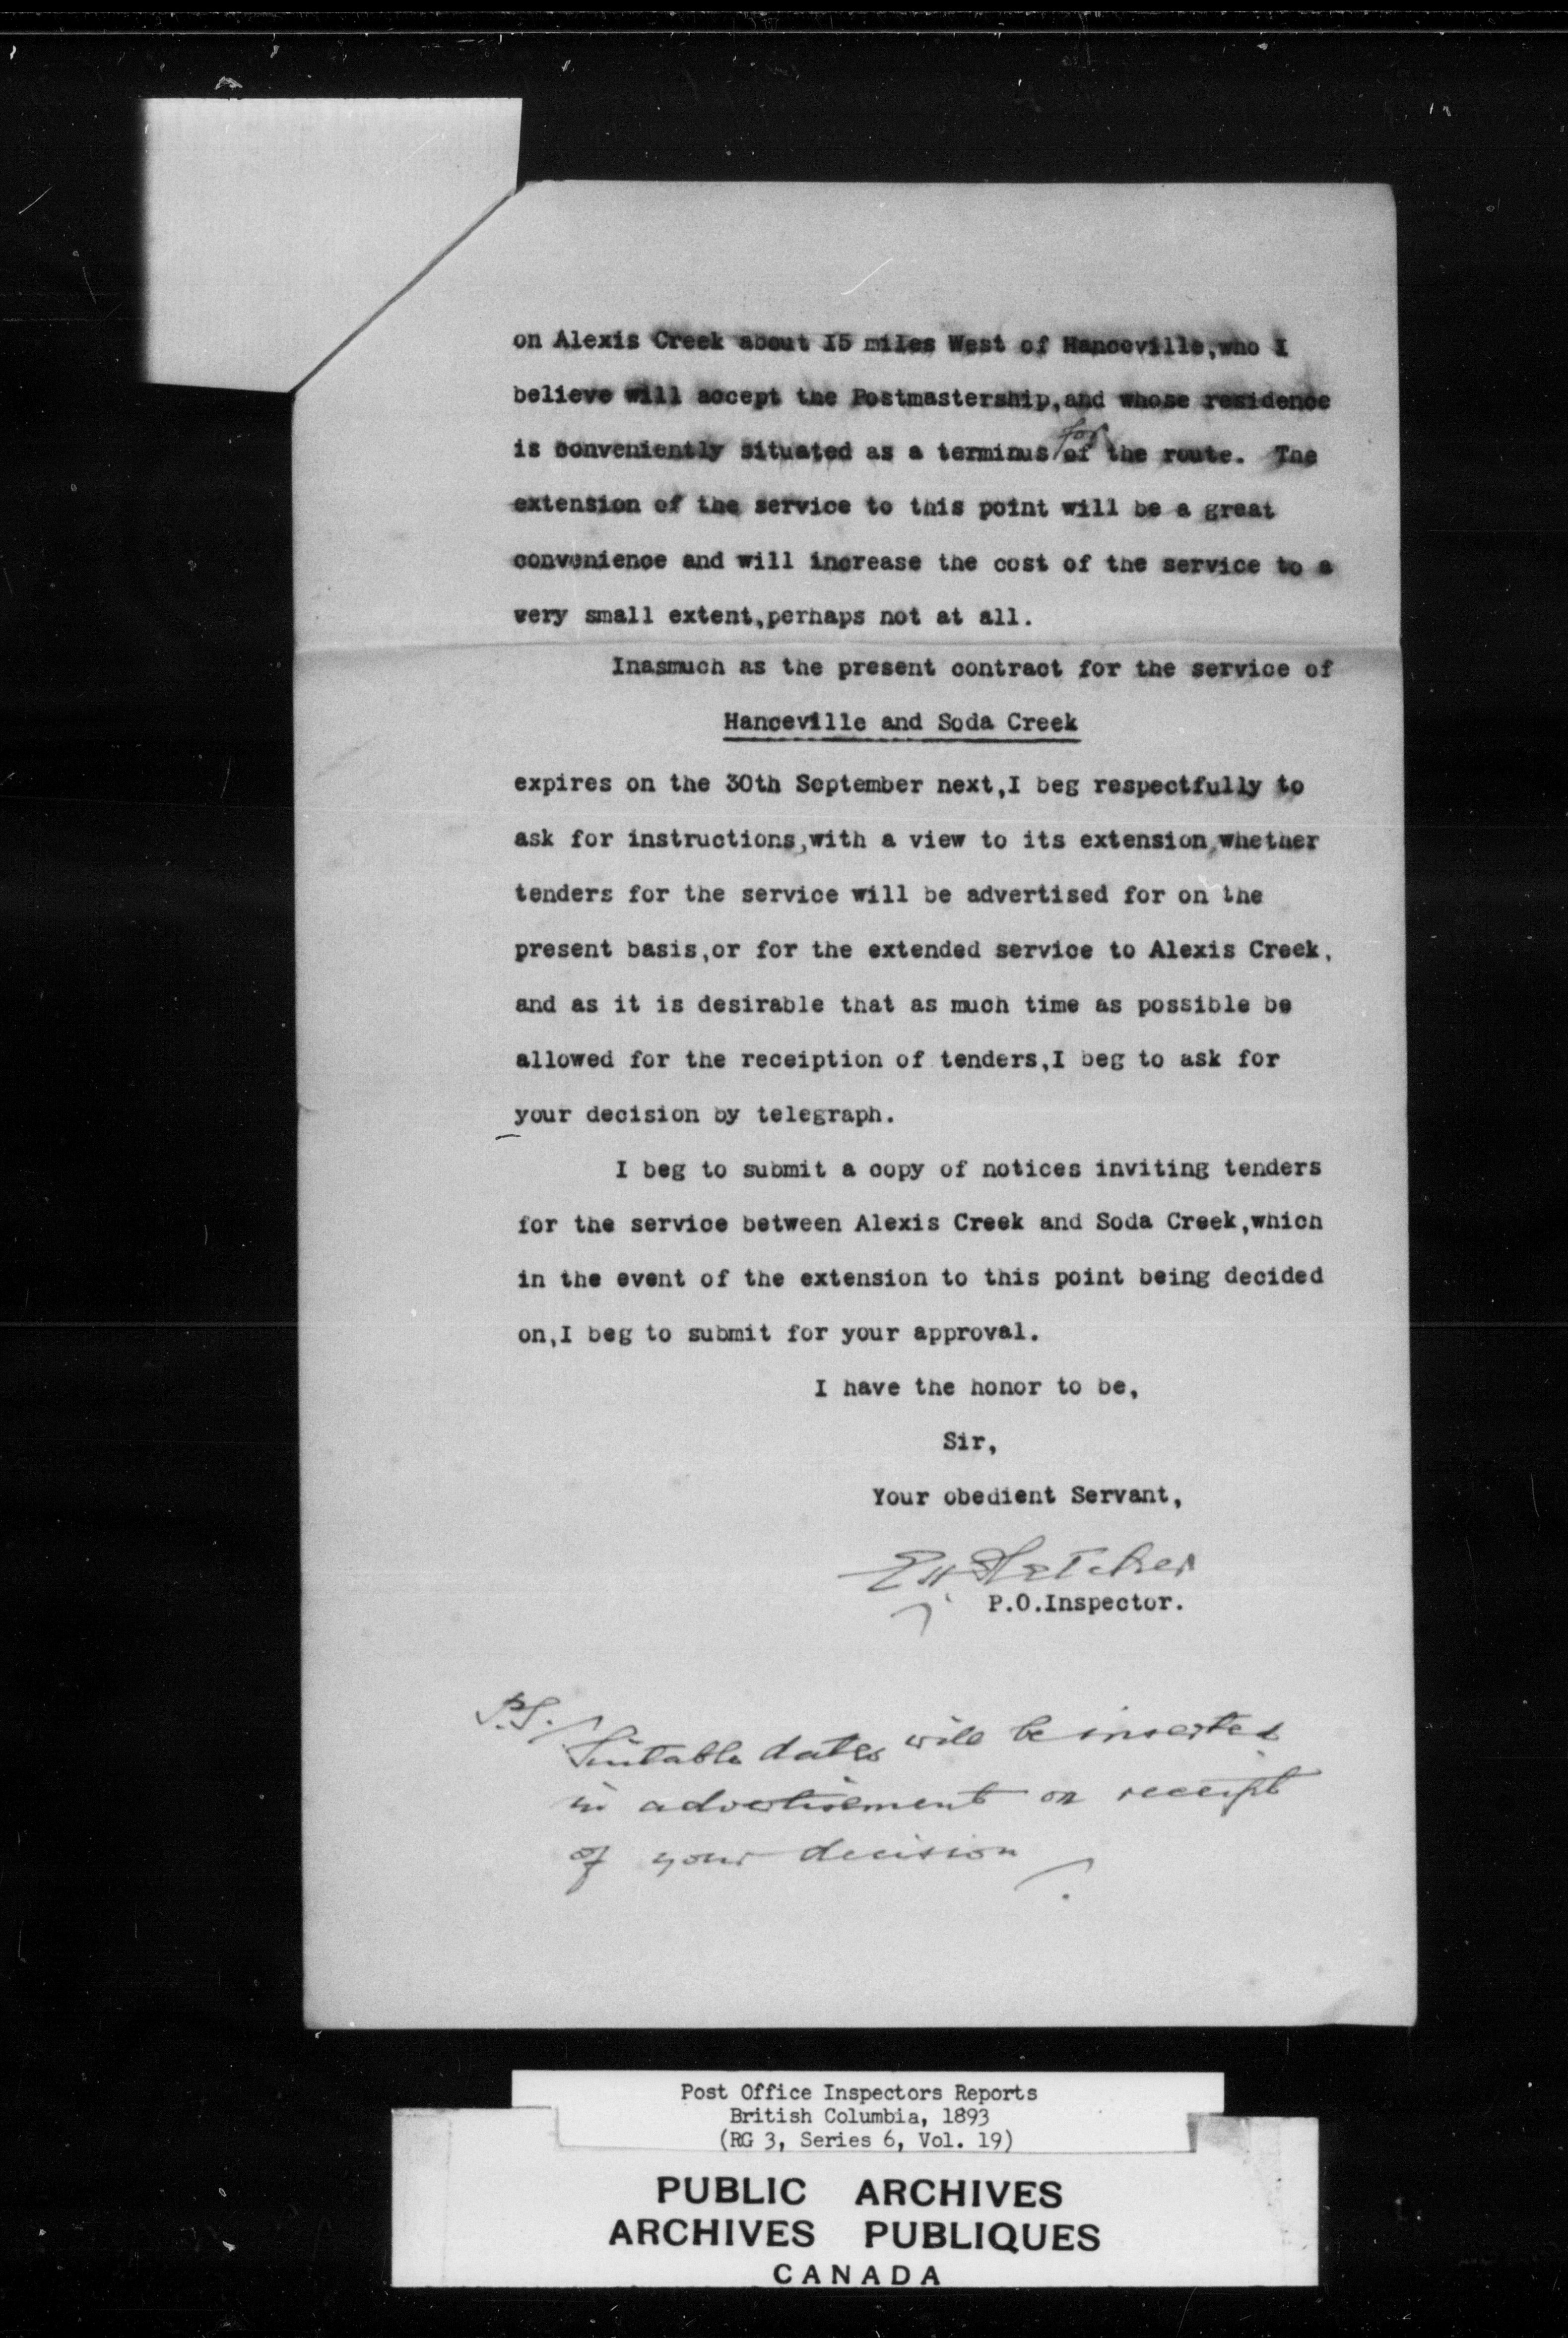 on Alexis Creek about 15 miles West of Hanceville,who I
believe will accept the Postmastership,and whose residence
is conveniently situated as a terminus for of the route. The
extension of the service to this point will be a great
convenience and will increase the cost of the service to a
very small extent,perhaps not at all.
Inasmuch as the present contract for the service of
Hanceville and Soda Creek
expires on the 30th September next,I beg respectfully to
ask for instructions,with a view to its extension,whether
tenders for the service will be advertised for on the
present basis,or for the extended service to Alexis Creek,
and as it is desirable that as much time as possible be
allowed for the receiption of tenders,I beg to ask for
your decision by telegraph.
I beg to submit a copy of notices inviting tenders
for the service between Alexis Creek and Soda Creek,which
in the event of the extension to this point being decided
on,I beg to submit for your approval.
I have the honor to be,
Sir,
Your obedient Servant,
EH Fletcher
P.O.Inspector.
P.S. Suitable dates will be inserted
in advertisement on receipt
of your decision.
Post Office Inspectors Reports
British Columbia, 1893
(RG 3, Series 6, Vol. 19)
PUBLIC ARCHIVES
ARCHIVES PUBLIQUES
CANADA